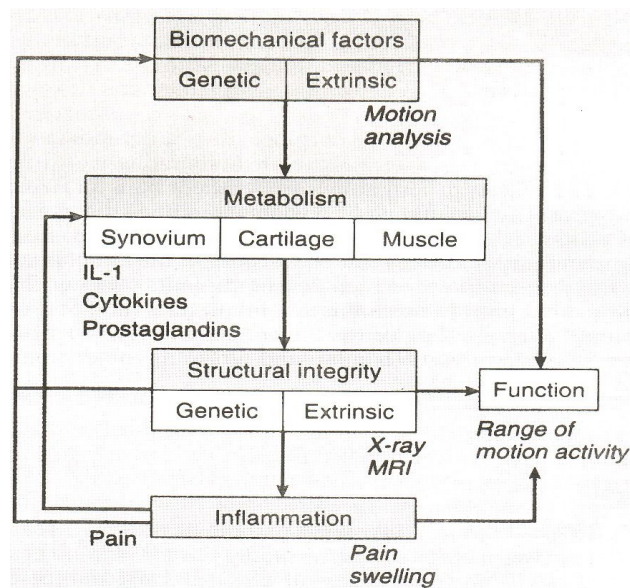 Biomechanical factors
Genetic
Extrinsic
Motion
analysis
Metabolism
Synovium
Cartilage
Muscle
IL-1
Cytokines
Prostaglandins
Structural integrity
Genetic
Extrinsic
X-ray
MRI
Function
Range of
motion activity
Inflammation
Pain
Pain
swelling